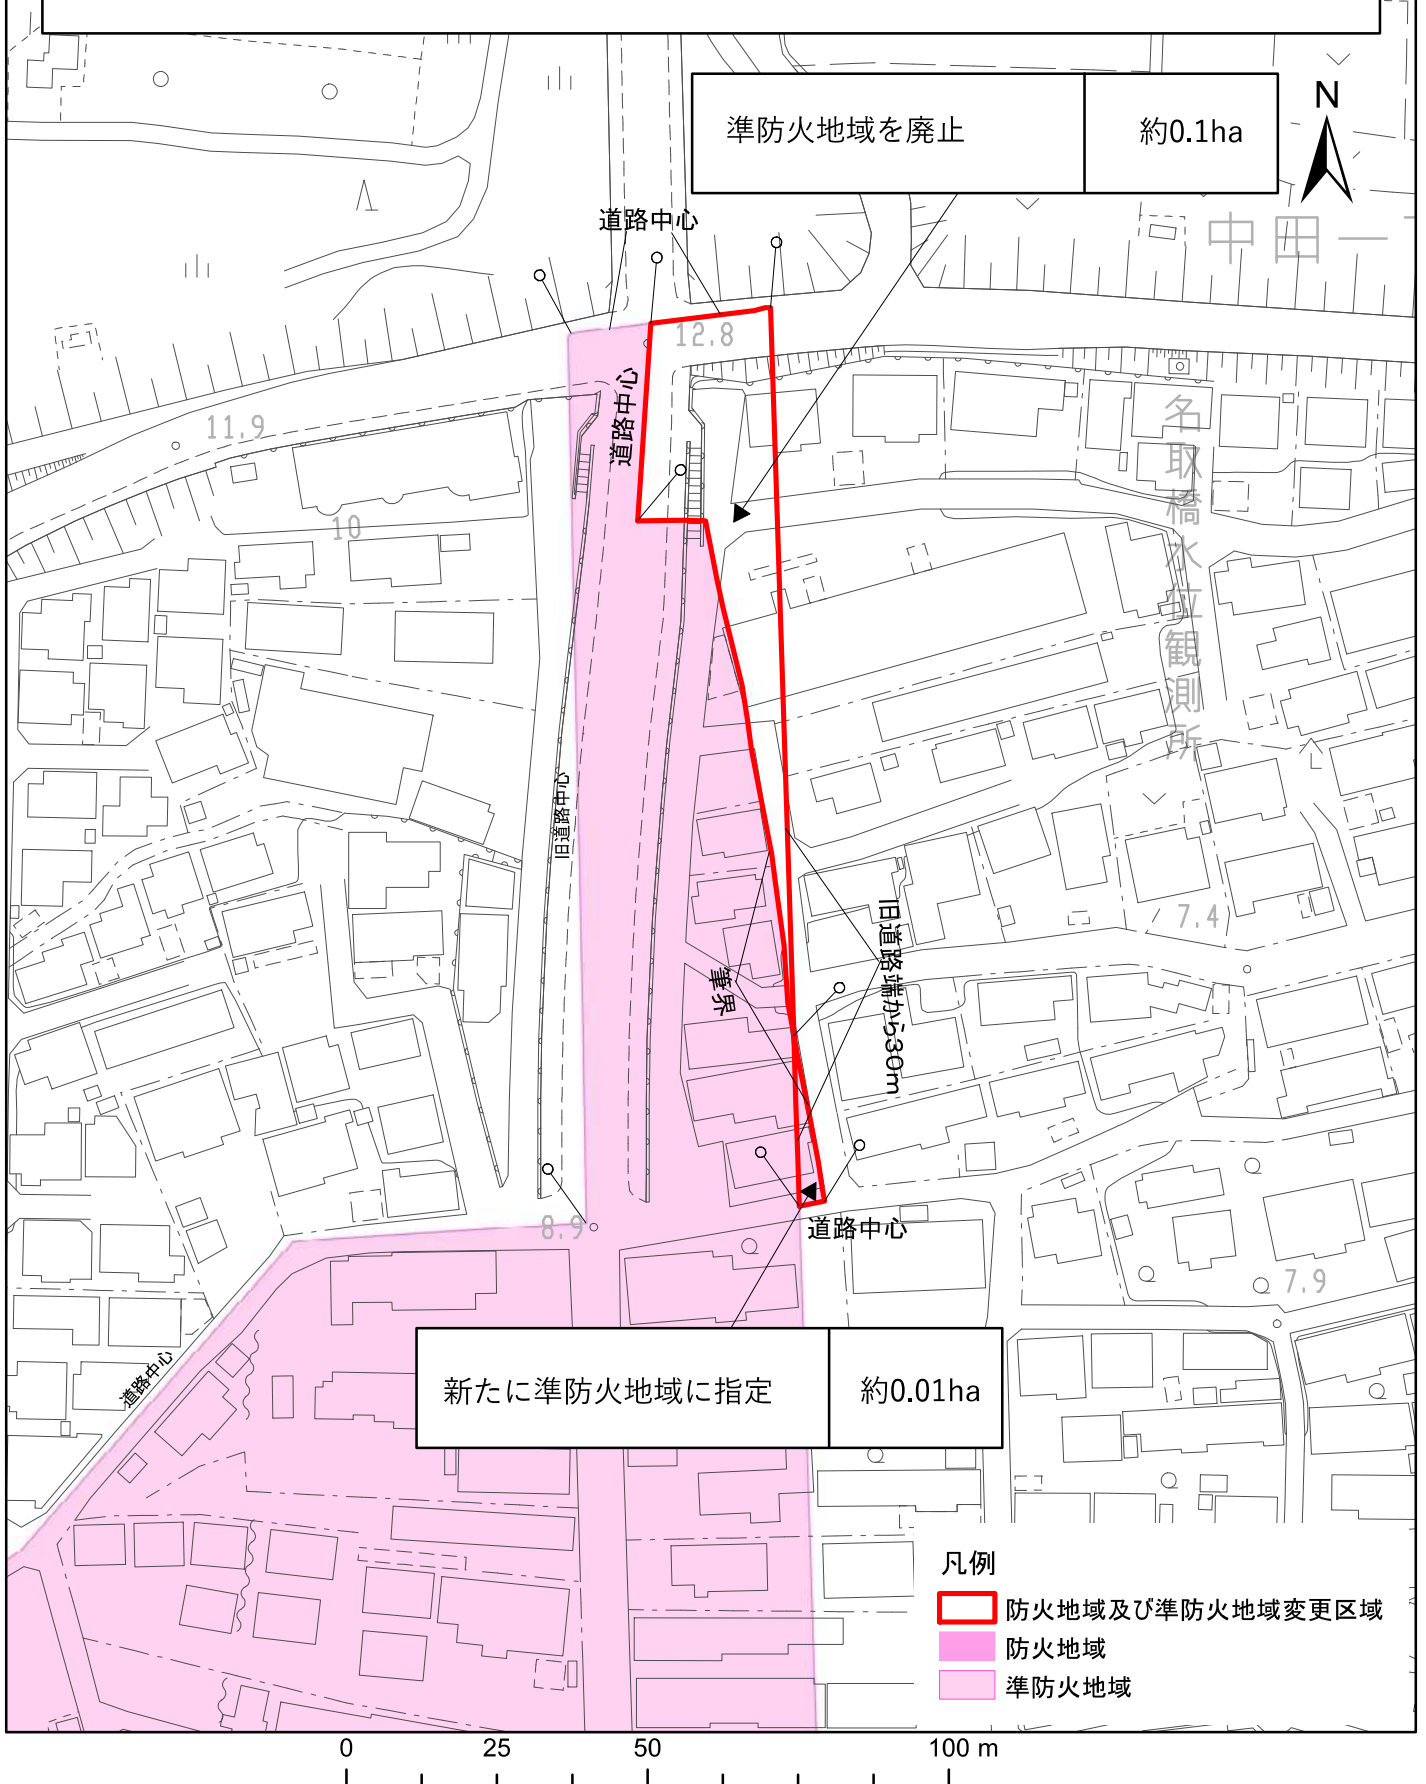 準防火地域を廃止 約0.1ha
N
道路中心
中田一
12.8
道路中心
11.9
10
名取橋水位観測所
旧道路中心
7.4
旧道路端から30m
筆界
道路中心
8.9
7.9
道路中心
新たに準防火地域に指定 約0.01ha
凡例
防火地域及び準防火地域変更区域
防火地域
準防火地域
0 25 50 100 m